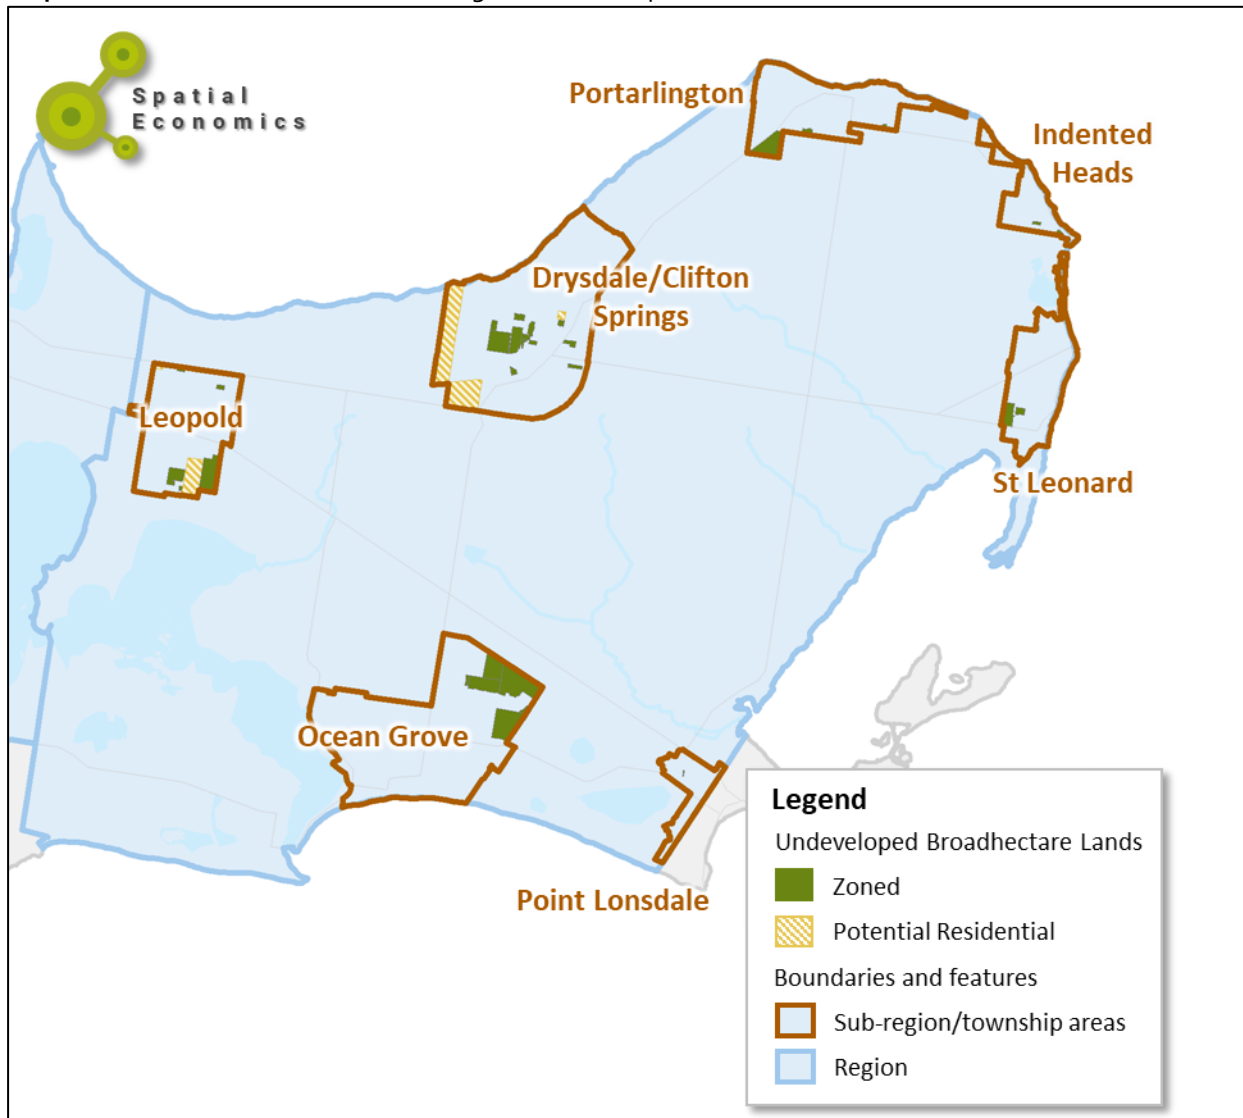 Spatial
Economics
Portarlington
Indented
Heads
Drysdale/Clifton
Springs
Leopold
St Leonard
Ocean Grove
Point Lonsdale
Legend
Undeveloped Broadhectare Lands
Zoned
Potential Residential
Boundaries and features
Sub-region/township areas
Region